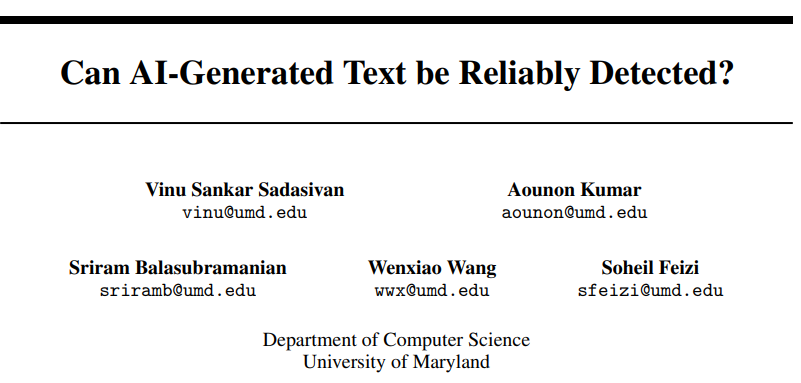 Can AI-Generated Text be Reliably Detected?
Vinu Sankar Sadasivan
vinu@umd.edu
Aounon Kumar
aounon@umd.edu
Sriram Balasubramanian
sriramb@umd.edu
Wenxiao Wang
wwx@umd.edu
Soheil Feizi
sfeizi@umd.edu
Department of Computer Science
University of Maryland